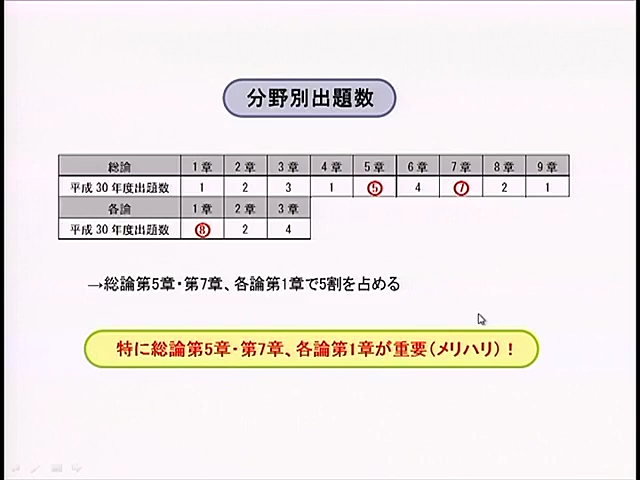 分野別出題数
総論 1章 2章 3章 4章 5章 6章 7章 8章 9章
平成30年度出題数 1 2 3 1 5 4 7 2 1
各論 1章 2章 3章
平成30年度出題数 8 2 4
→総論第5章・第7章、各論第1章で5割を占める
特に総論第5章・第7章、各論第1章が重要(メリハリ)!